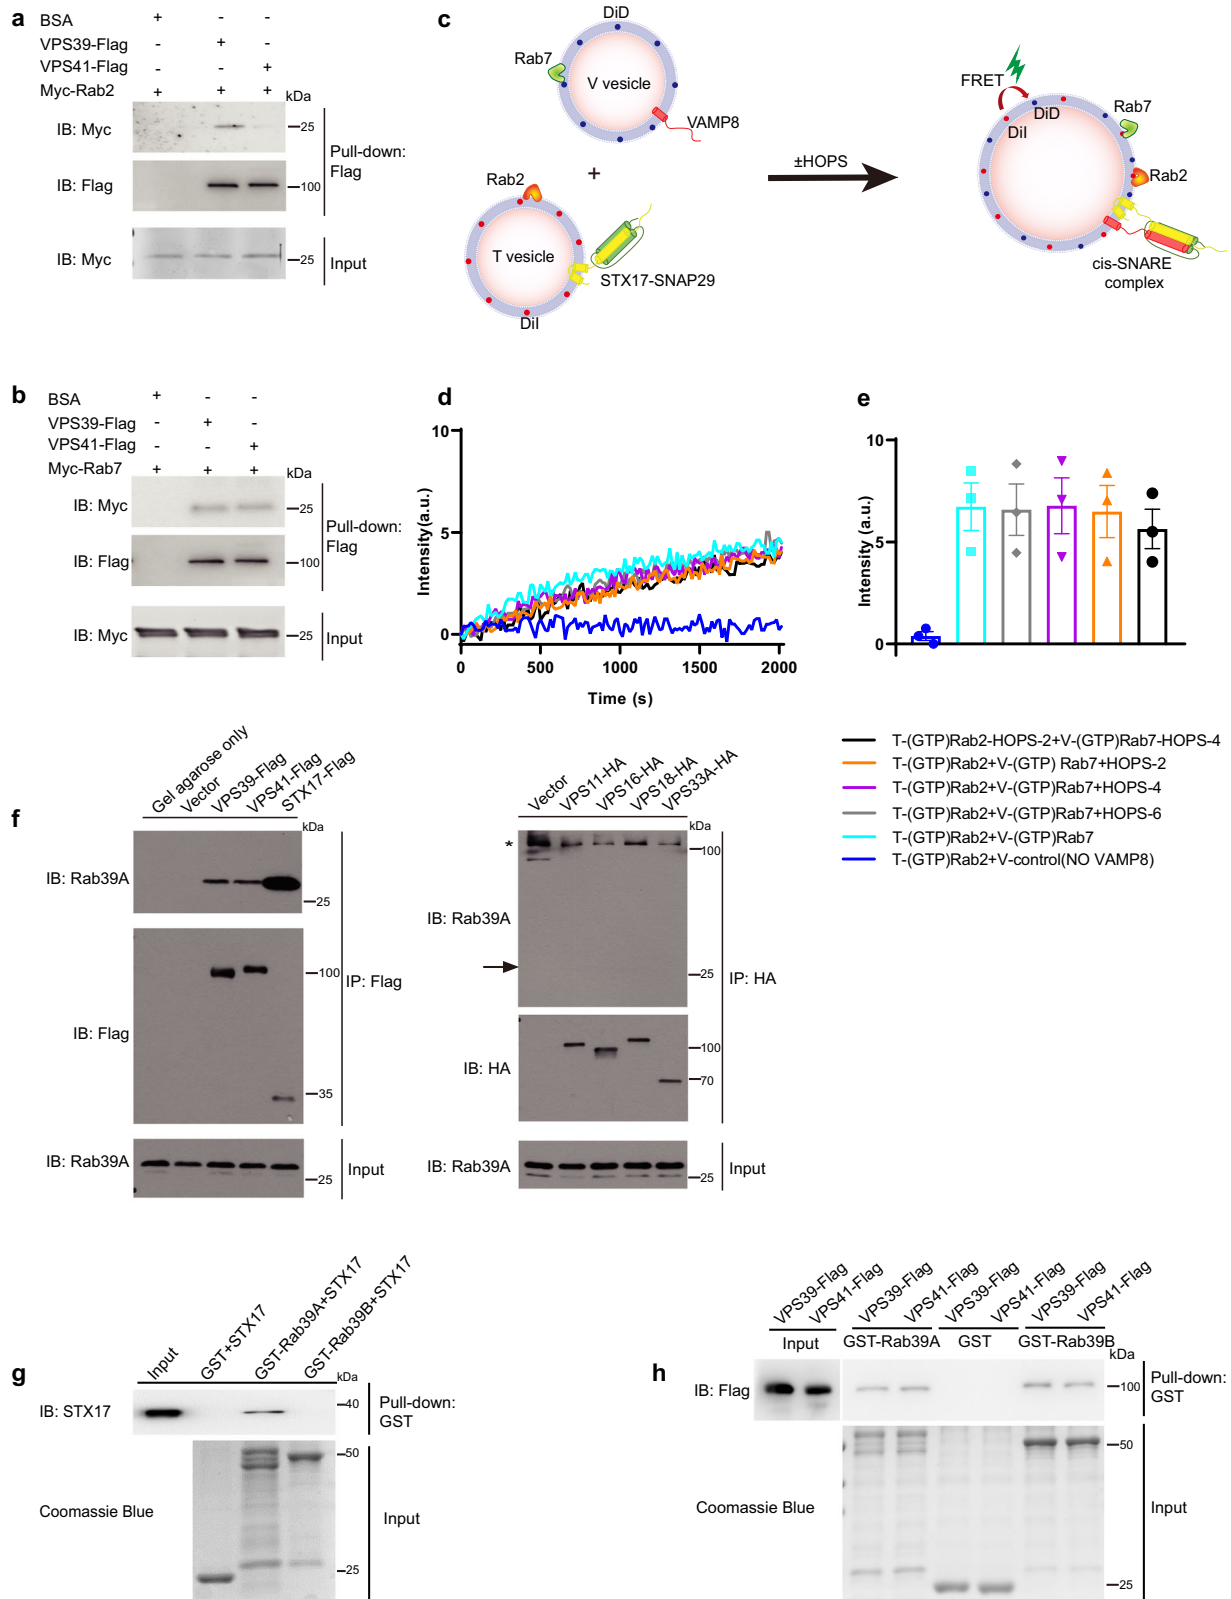 a
BSA + - -
VPS39-Flag - + -
VPS41-Flag - - +
Myc-Rab2 + + + kDa
IB: Myc 25
IB: Flag 100
Pull-down: Flag
IB: Myc 25 Input
c
DiD
Rab7
V vesicle
VAMP8
+
Rab2
T vesicle
STX17-SNAP29
DiI
±HOPS
FRET
DiD
DiI
Rab7
Rab2
cis-SNARE
complex
b
BSA + - -
VPS39-Flag - + -
VPS41-Flag - - +
Myc-Rab7 + + + kDa
IB: Myc 25
IB: Flag 100
Pull-down:
Flag
IB: Myc 25 Input
d
Intensity(a.u.)
10
5
0
0 500 1000 1500 2000
Time (s)
e
Intensity (a.u.)
10
5
0
T-(GTP)Rab2-HOPS-2+V-(GTP)Rab7-HOPS-4
T-(GTP)Rab2+V-(GTP) Rab7+HOPS-2
T-(GTP)Rab2+V-(GTP)Rab7+HOPS-4
T-(GTP)Rab2+V-(GTP)Rab7+HOPS-6
T-(GTP)Rab2+V-(GTP)Rab7
T-(GTP)Rab2+V-control(NO VAMP8)
f
Gel agarose only
Vector
VPS39-Flag
VPS41-Flag
STX17-Flag
kDa
IB: Rab39A
25
100
IP: Flag
IB: Flag
35
IB: Rab39A
25
Input
Vector
VPS11-HA
VPS16-HA
VPS18-HA
VPS33A-HA
kDa
*
100
IB: Rab39A
25
IP: HA
IB: HA
100
70
IB: Rab39A
25
Input
g
Input
GST+STX17
GST-Rab39A+STX17
GST-Rab39B+STX17
kDa
IB: STX17
40
Pull-down:
GST
50
Coomassie Blue
Input
25
h
VPS39-Flag
VPS41-Flag
VPS39-Flag
VPS41-Flag
VPS39-Flag
VPS41-Flag
VPS39-Flag
VPS41-Flag
Input GST-Rab39A GST GST-Rab39B
kDa
IB: Flag
100
Pull-down:
GST
50
Coomassie Blue
Input
25